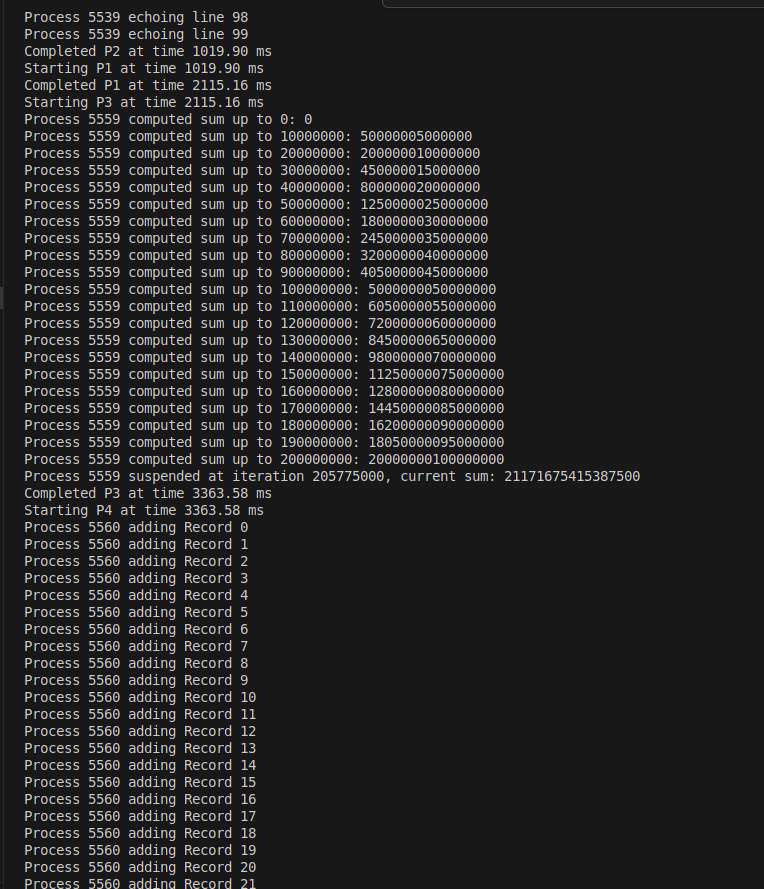 Process 5539 echoing line 98
Process 5539 echoing line 99
Completed P2 at time 1019.90 ms
Starting P1 at time 1019.90 ms
Completed P1 at time 2115.16 ms
Starting P3 at time 2115.16 ms
Process 5559 computed sum up to 0: 0
Process 5559 computed sum up to 10000000: 50000005000000
Process 5559 computed sum up to 20000000: 200000010000000
Process 5559 computed sum up to 30000000: 450000015000000
Process 5559 computed sum up to 40000000: 800000020000000
Process 5559 computed sum up to 50000000: 1250000025000000
Process 5559 computed sum up to 60000000: 1800000030000000
Process 5559 computed sum up to 70000000: 2450000035000000
Process 5559 computed sum up to 80000000: 3200000040000000
Process 5559 computed sum up to 90000000: 4050000045000000
Process 5559 computed sum up to 100000000: 5000000050000000
Process 5559 computed sum up to 110000000: 6050000055000000
Process 5559 computed sum up to 120000000: 7200000060000000
Process 5559 computed sum up to 130000000: 8450000065000000
Process 5559 computed sum up to 140000000: 9800000070000000
Process 5559 computed sum up to 150000000: 11250000075000000
Process 5559 computed sum up to 160000000: 12800000080000000
Process 5559 computed sum up to 170000000: 14450000085000000
Process 5559 computed sum up to 180000000: 16200000090000000
Process 5559 computed sum up to 190000000: 18050000095000000
Process 5559 computed sum up to 200000000: 20000000100000000
Process 5559 suspended at iteration 205775000, current sum: 21171675415387500
Completed P3 at time 3363.58 ms
Starting P4 at time 3363.58 ms
Process 5560 adding Record 0
Process 5560 adding Record 1
Process 5560 adding Record 2
Process 5560 adding Record 3
Process 5560 adding Record 4
Process 5560 adding Record 5
Process 5560 adding Record 6
Process 5560 adding Record 7
Process 5560 adding Record 8
Process 5560 adding Record 9
Process 5560 adding Record 10
Process 5560 adding Record 11
Process 5560 adding Record 12
Process 5560 adding Record 13
Process 5560 adding Record 14
Process 5560 adding Record 15
Process 5560 adding Record 16
Process 5560 adding Record 17
Process 5560 adding Record 18
Process 5560 adding Record 19
Process 5560 adding Record 20
Process 5560 adding Record 21